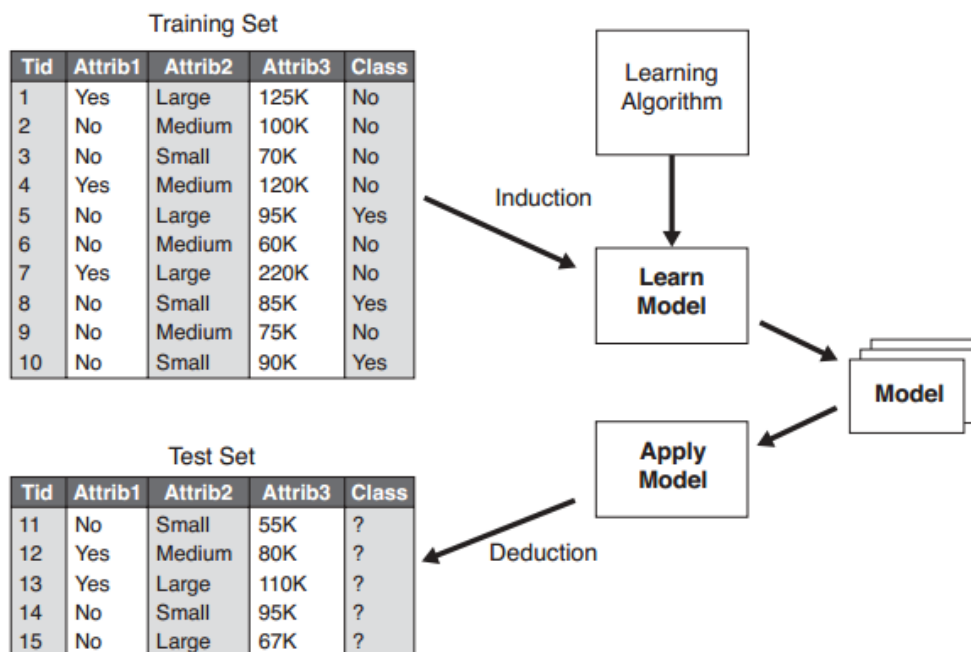 Training Set
Tid Attrib1 Attrib2 Attrib3 Class
1 Yes Large 125K No
2 No Medium 100K No
3 No Small 70K No
4 Yes Medium 120K No
5 No Large 95K Yes
6 No Medium 60K No
7 Yes Large 220K No
8 No Small 85K Yes
9 No Medium 75K No
10 No Small 90K Yes
Learning
Algorithm
Induction
Learn
Model
Model
Apply
Model
Deduction
Test Set
Tid Attrib1 Attrib2 Attrib3 Class
11 No Small 55K ?
12 Yes Medium 80K ?
13 Yes Large 110K ?
14 No Small 95K ?
15 No Large 67K ?